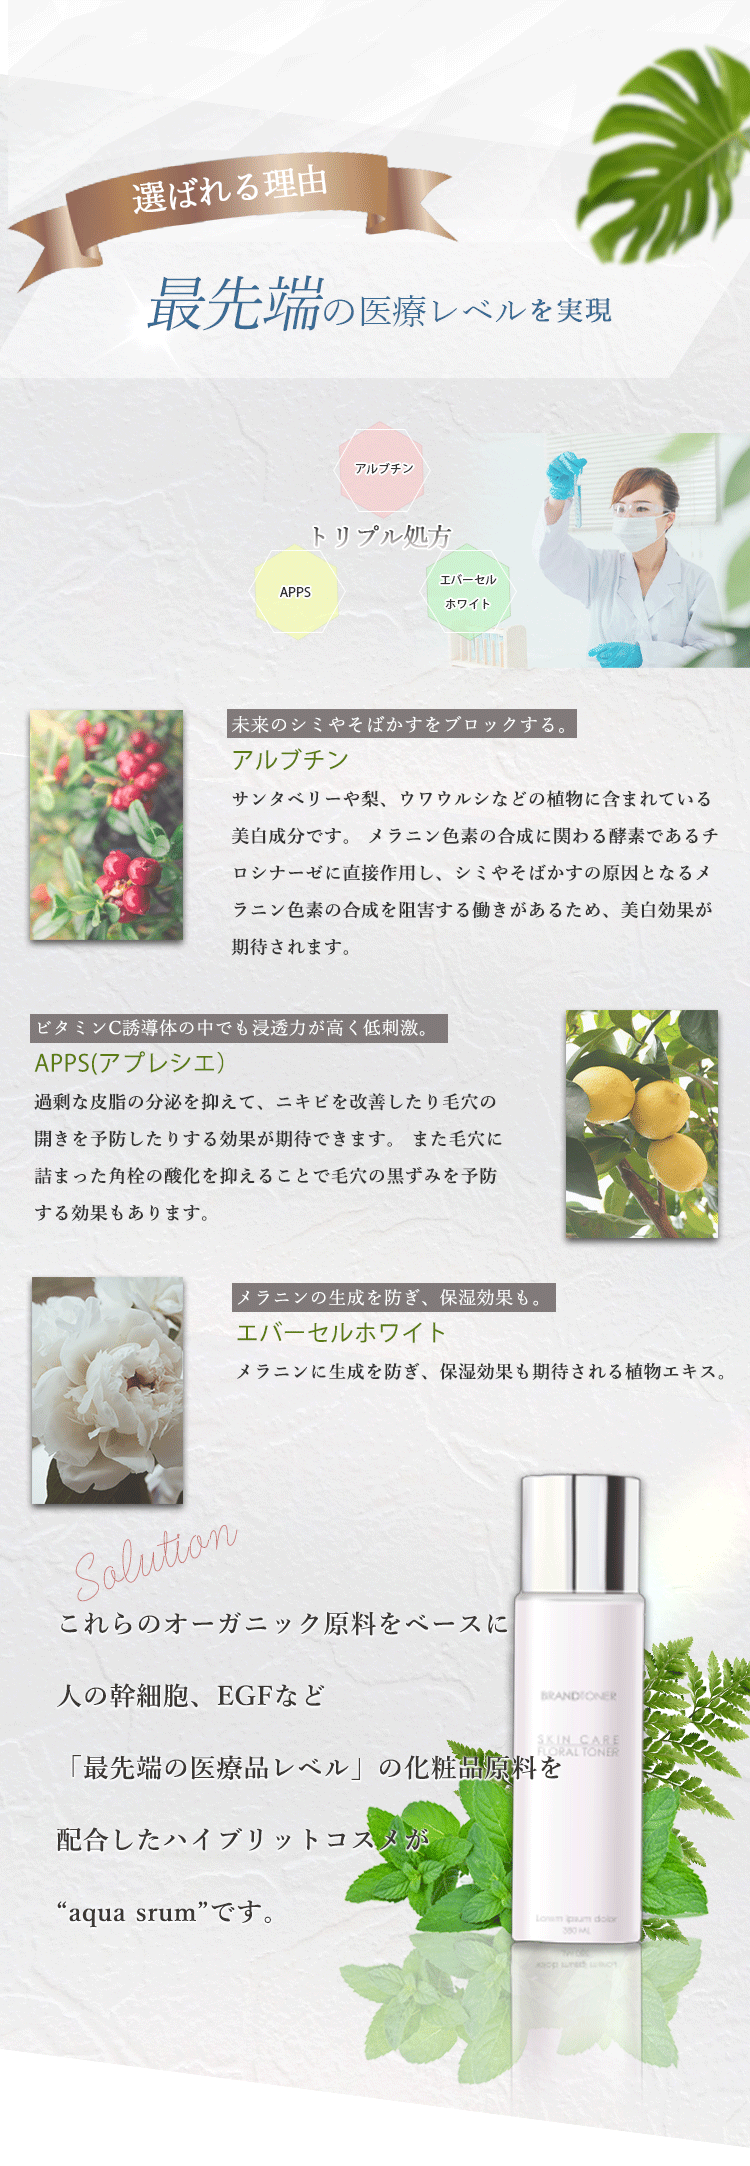 選ばれる理由
最先端の医療レベルを実現
アルブチン
トリプル処方
APPS
エバーセル
ホワイト
未来のシミやそばかすをブロックする。
アルブチン
サンタベリーや梨、ウワウルシなどの植物に含まれている
美白成分です。 メラニン色素の合成に関わる酵素であるチ
ロシナーゼに直接作用し、シミやそばかすの原因となるメ
ラニン色素の合成を阻害する働きがあるため、美白効果が
期待されます。
ビタミンC誘導体の中でも浸透力が高く低刺激。
APPS(アプレシエ）
過剰な皮脂の分泌を抑えて、ニキビを改善したり毛穴の
開きを予防したりする効果が期待できます。 また毛穴に
詰まった角栓の酸化を抑えることで毛穴の黒ずみを予防
する効果もあります。
メラニンの生成を防ぎ、保湿効果も。
エバーセルホワイト
メラニンに生成を防ぎ、保湿効果も期待される植物エキス。
Solution
これらのオーガニック原料をベースに
人の幹細胞、EGFなど
「最先端の医療品レベル」の化粧品原料を
配合したハイブリットコスメが
“aqua srum”です。
BRANDTONER
SKIN CARE
FLORAL TONER
Lorem ipsum dolor
380 ML